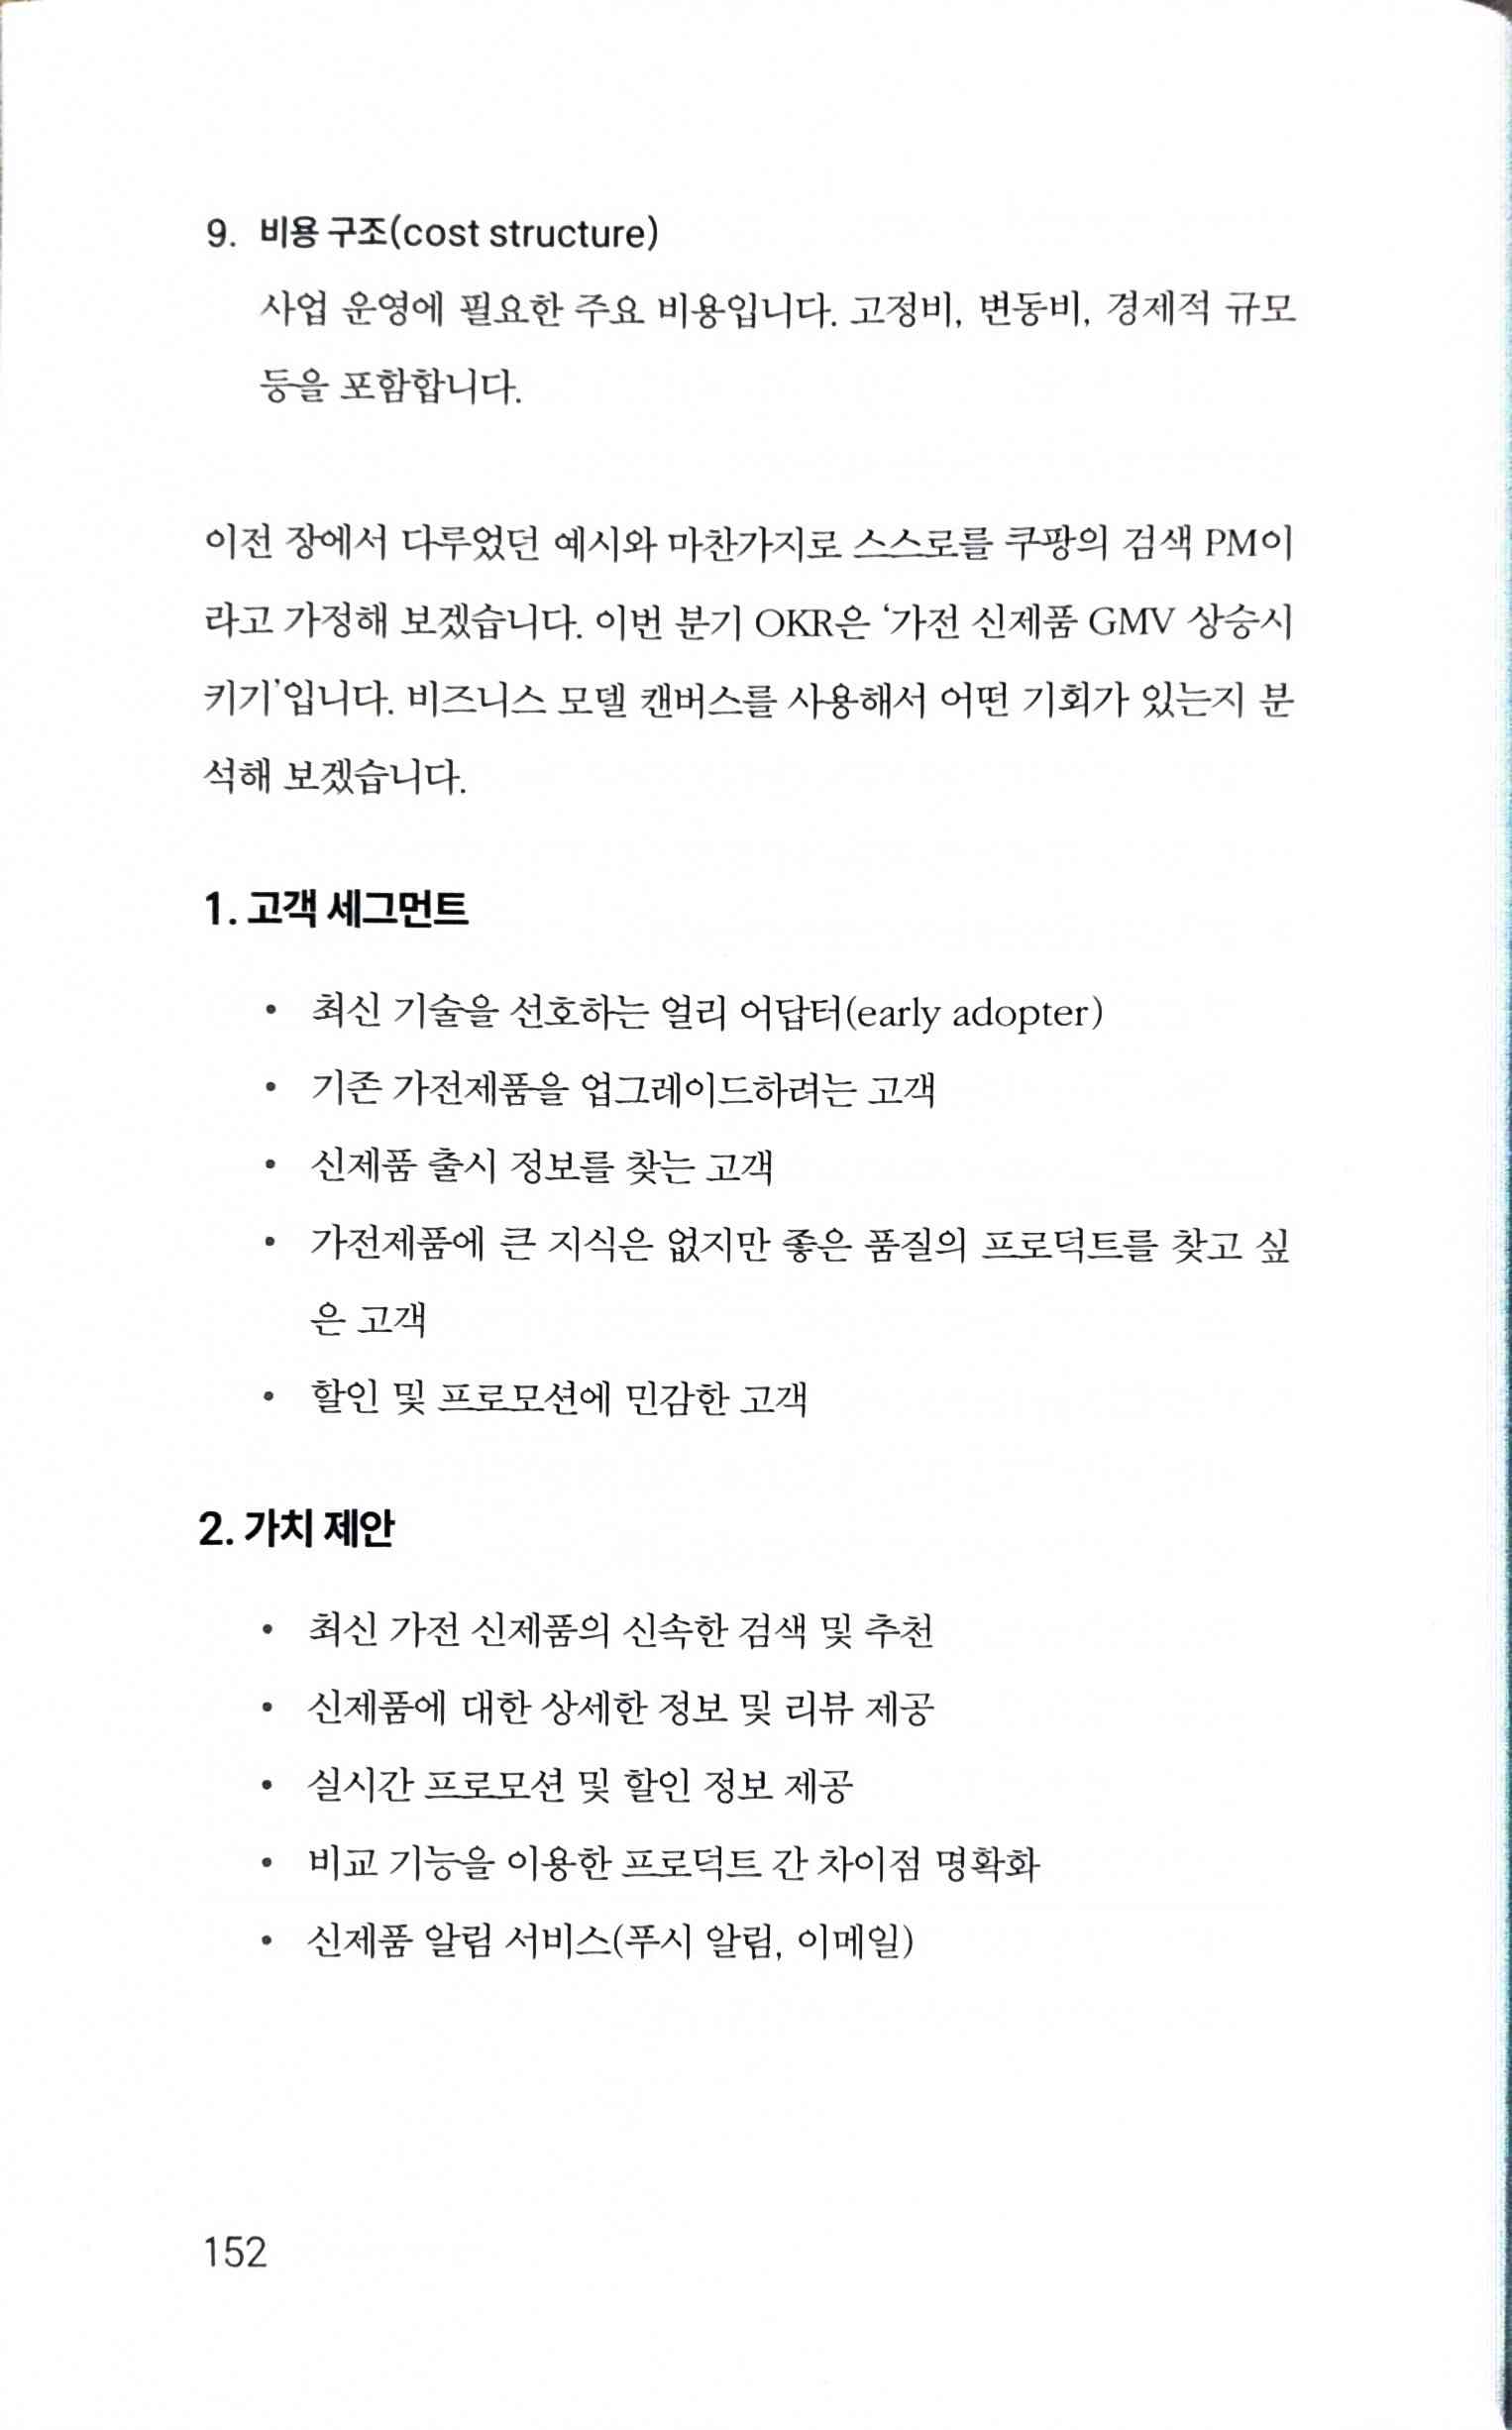 9. 비용 구조(cost structure)
사업 운영에 필요한 주요 비용입니다. 고정비, 변동비, 경제적 규모
등을 포함합니다.
이전 장에서 다루었던 예시와 마찬가지로 스스로를 쿠팡의 검색 PM이
라고 가정해 보겠습니다. 이번 분기 OKR은 ‘가전 신제품 GMV 상승시
키기’입니다. 비즈니스 모델 캔버스를 사용해서 어떤 기회가 있는지 분
석해 보겠습니다.
1. 고객 세그먼트
• 최신 기술을 선호하는 얼리 어답터(early adopter)
• 기존 가전제품을 업그레이드하려는 고객
• 신제품 출시 정보를 찾는 고객
• 가전제품에 큰 지식은 없지만 좋은 품질의 프로덕트를 찾고 싶
은 고객
• 할인 및 프로모션에 민감한 고객
2. 가치 제안
• 최신 가전 신제품의 신속한 검색 및 추천
• 신제품에 대한 상세한 정보 및 리뷰 제공
• 실시간 프로모션 및 할인 정보 제공
• 비교 기능을 이용한 프로덕트 간 차이점 명확화
• 신제품 알림 서비스(푸시 알림, 이메일)
152